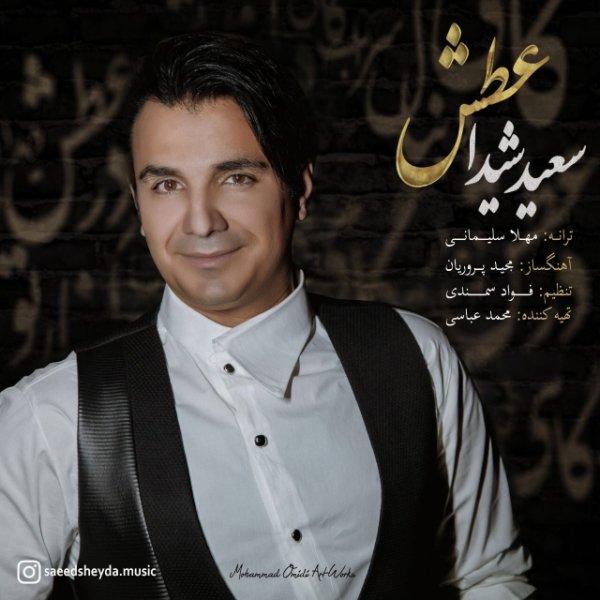 عطش
سعید شیدا
ترانه: مهلا سلیمانی
آهنگساز: مجید پروریان
تنظیم: فواد سمندی
تهیه کننده: محمد عباسی
saeedsheyda.music
Mohammad Omidi ArtWorks